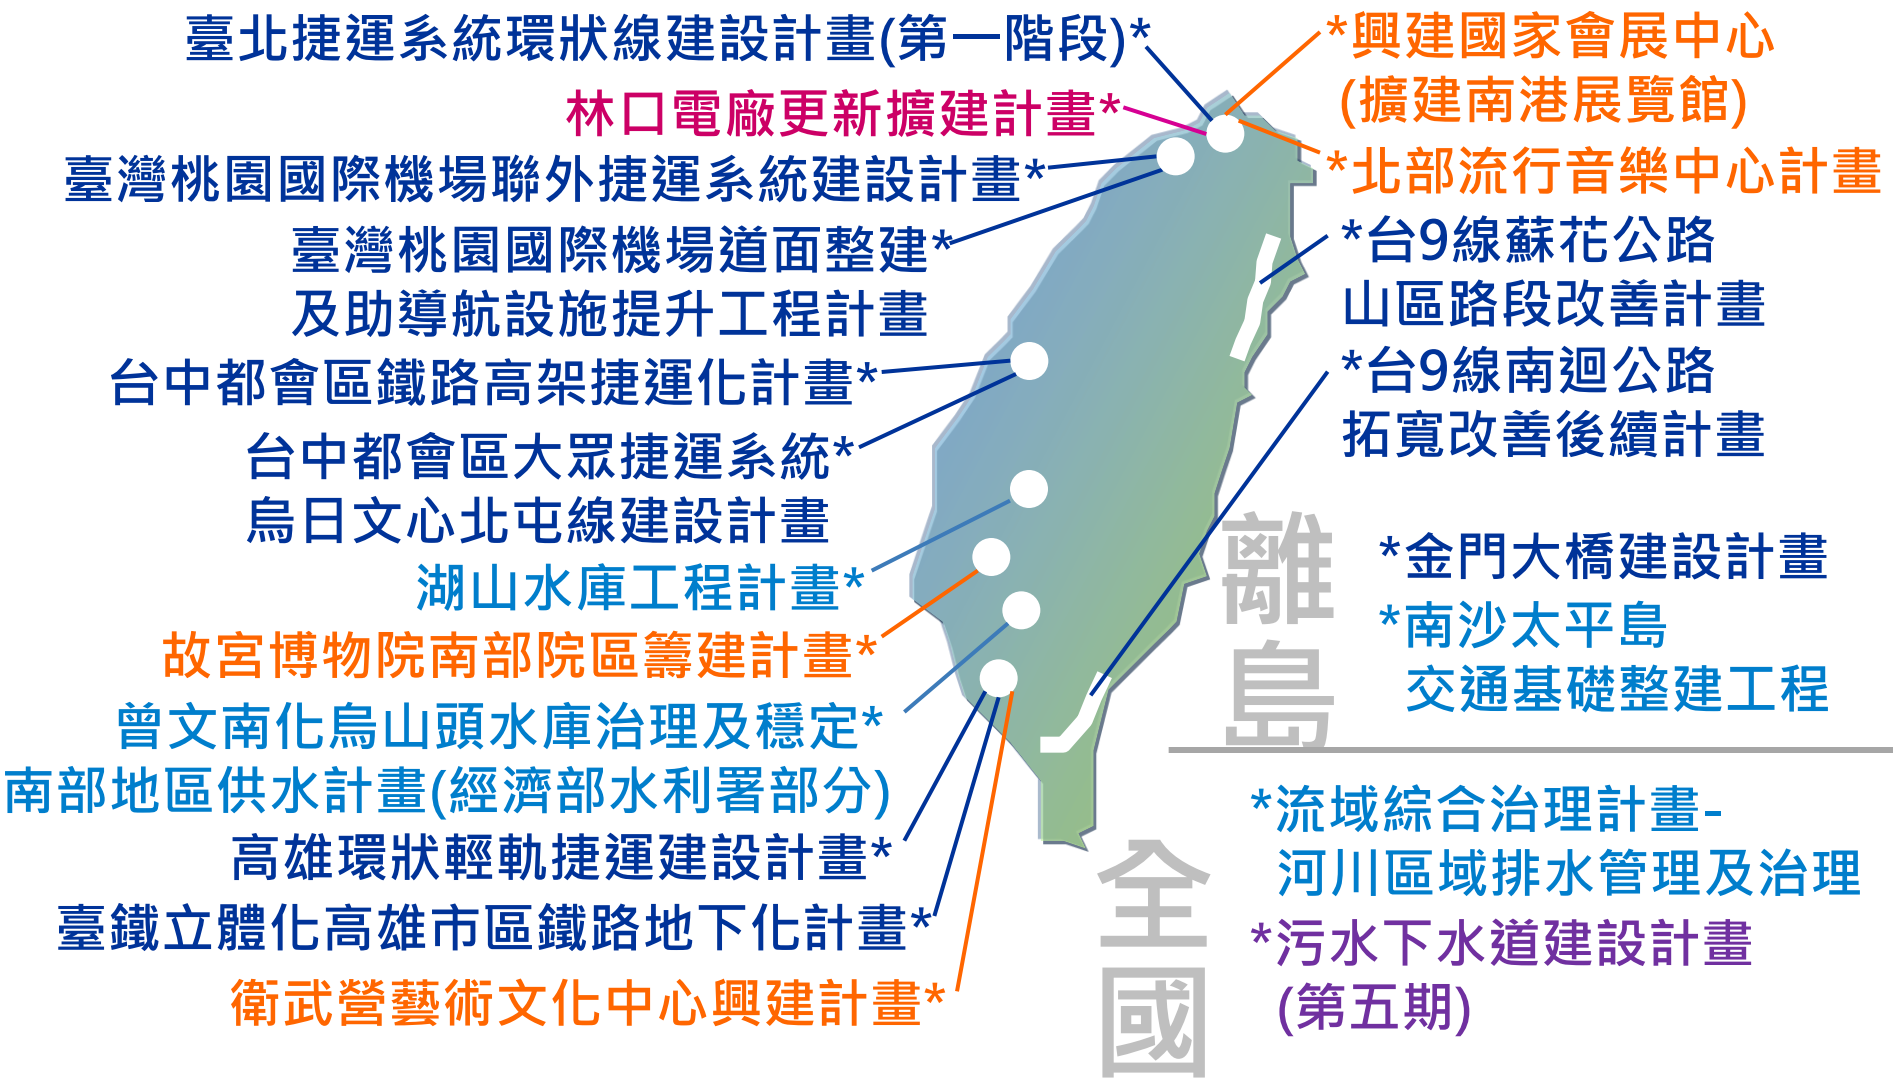 臺北捷運系統環狀線建設計畫(第一階段)*
林口電廠更新擴建計畫*
臺灣桃園國際機場聯外捷運系統建設計畫*
臺灣桃園國際機場道面整建*
及助導航設施提升工程計畫
台中都會區鐵路高架捷運化計畫*
台中都會區大眾捷運系統*
烏日文心北屯線建設計畫
湖山水庫工程計畫*
故宮博物院南部院區籌建計畫*
曾文南化烏山頭水庫治理及穩定*
南部地區供水計畫(經濟部水利署部分)
高雄環狀輕軌捷運建設計畫*
臺鐵立體化高雄市區鐵路地下化計畫*
衛武營藝術文化中心興建計畫*
*興建國家會展中心
(擴建南港展覽館)
*北部流行音樂中心計畫
*台9線蘇花公路
山區路段改善計畫
*台9線南迴公路
拓寬改善後續計畫
離島
*金門大橋建設計畫
*南沙太平島
交通基礎整建工程
全國
*流域綜合治理計畫-
河川區域排水管理及治理
*污水下水道建設計畫
(第五期)